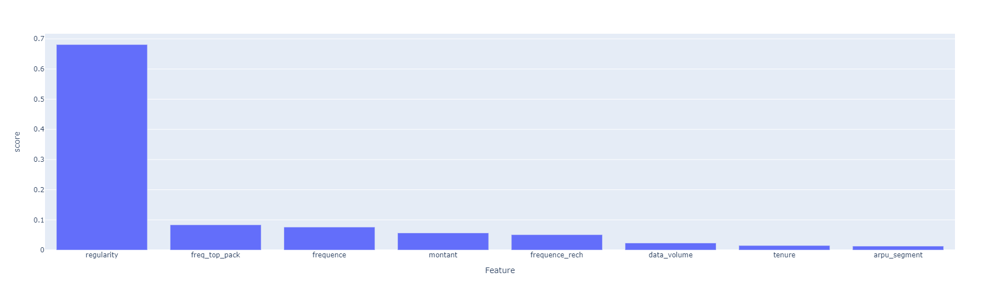 0.7
0.6
0.5
0.4
0.3
0.2
0.1
0
score
regularity
freq_top_pack
frequence
montant
frequence_rech
data_volume
tenure
arpu_segment
Feature